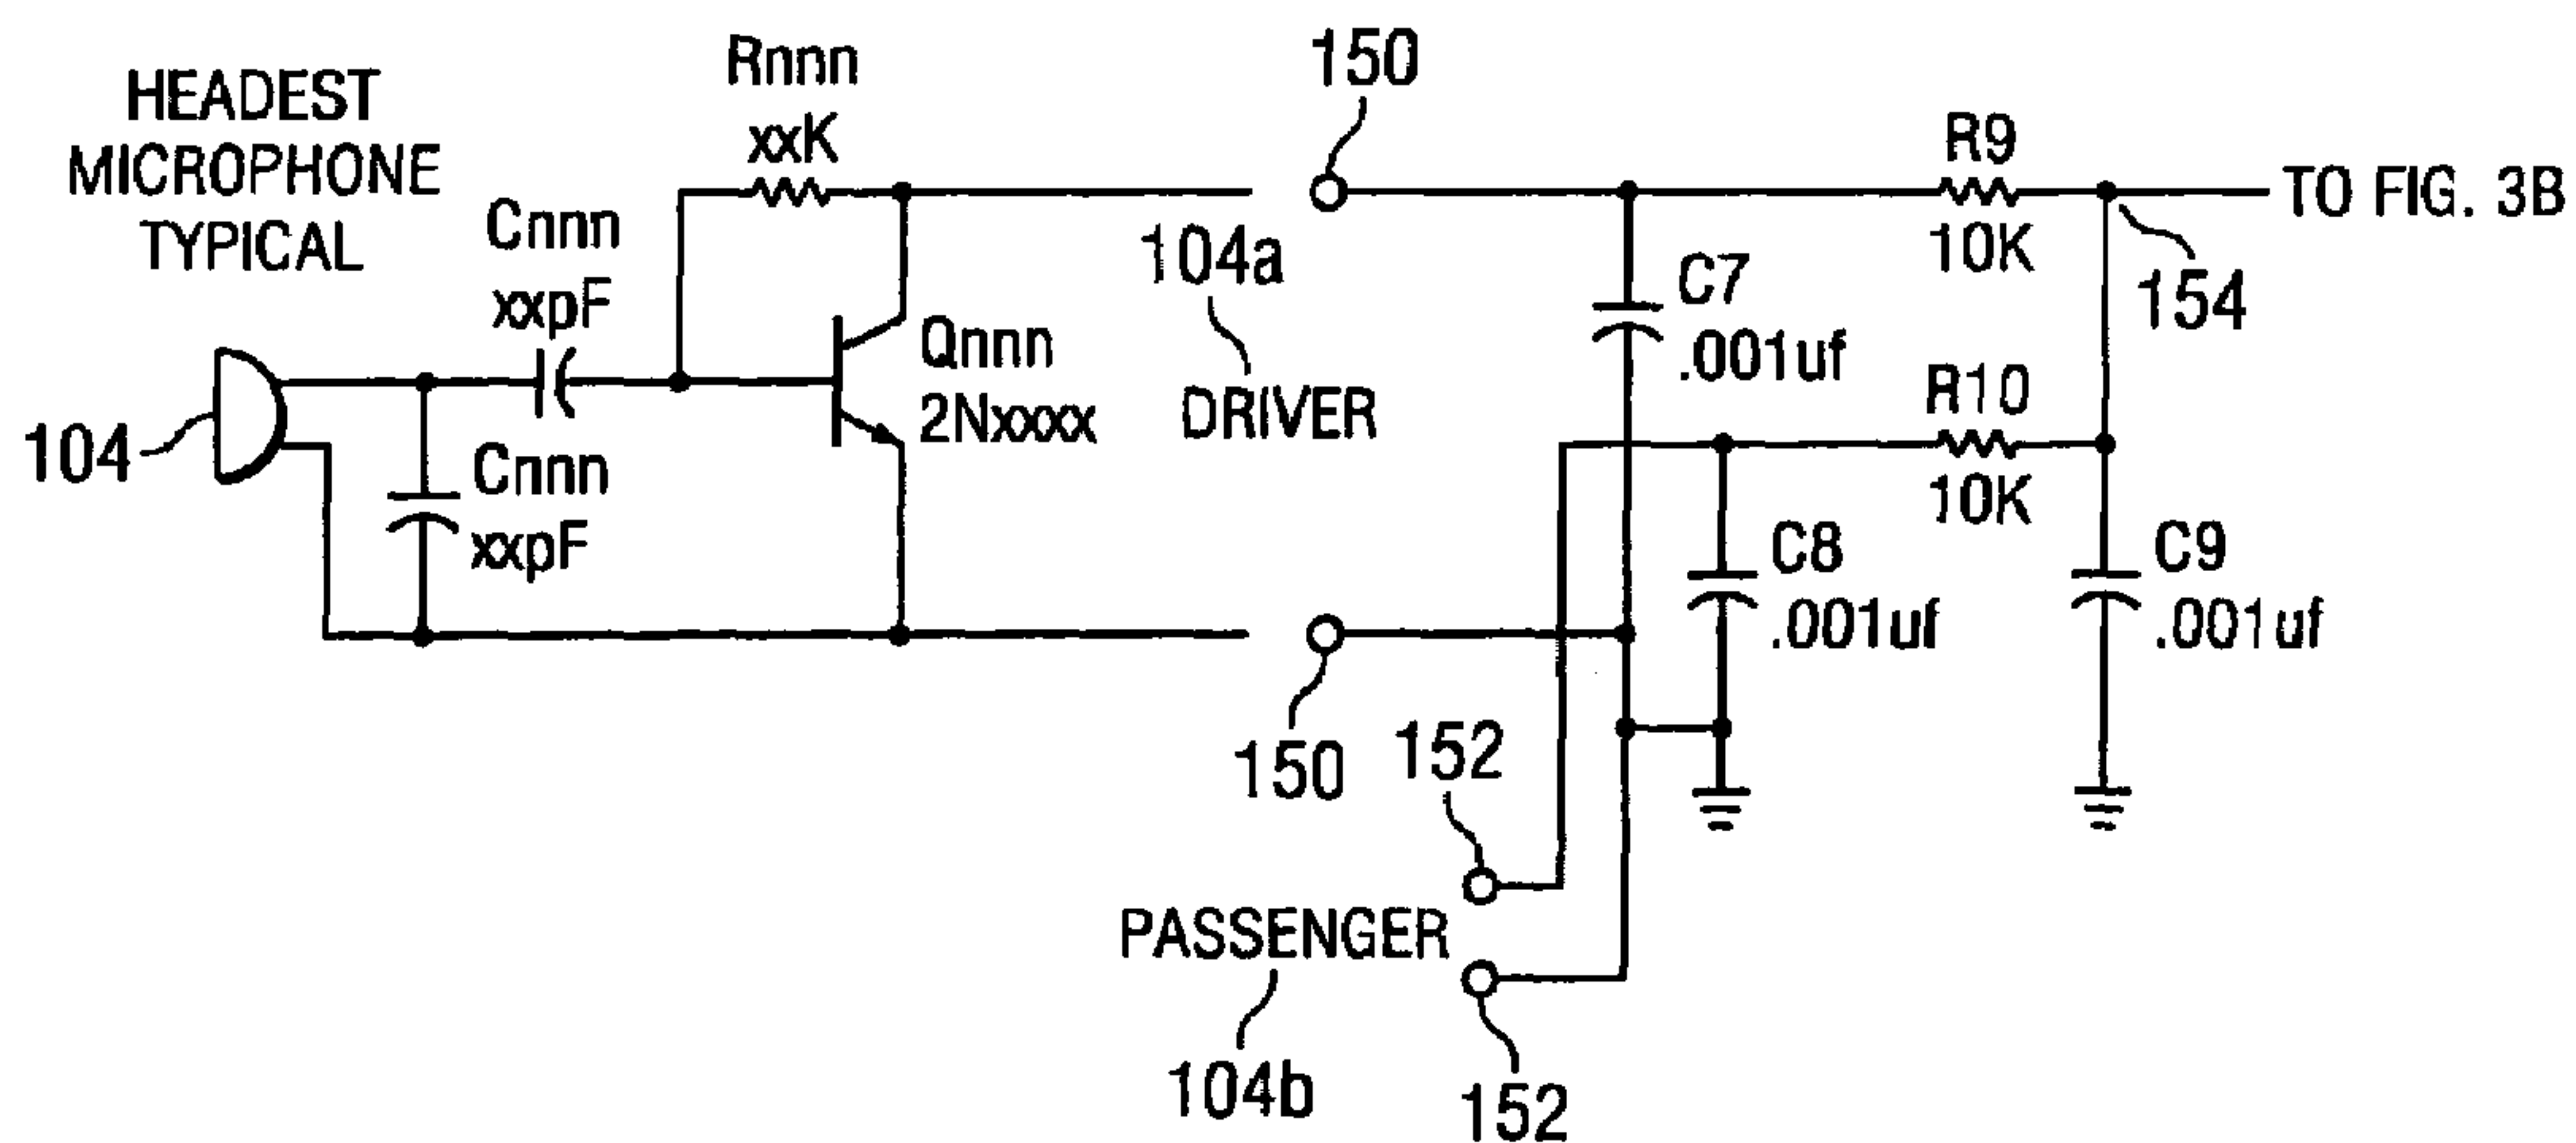 HEADEST
MICROPHONE
TYPICAL
Rnnn
xxK
150
R9
10K
TO FIG. 3B
Cnnn
xxpF
104a
DRIVER
C7
.001uf
154
Qnnn
2Nxxxx
R10
10K
104
Cnnn
xxpF
C8
.001uf
C9
.001uf
150
152
PASSENGER
104b
152